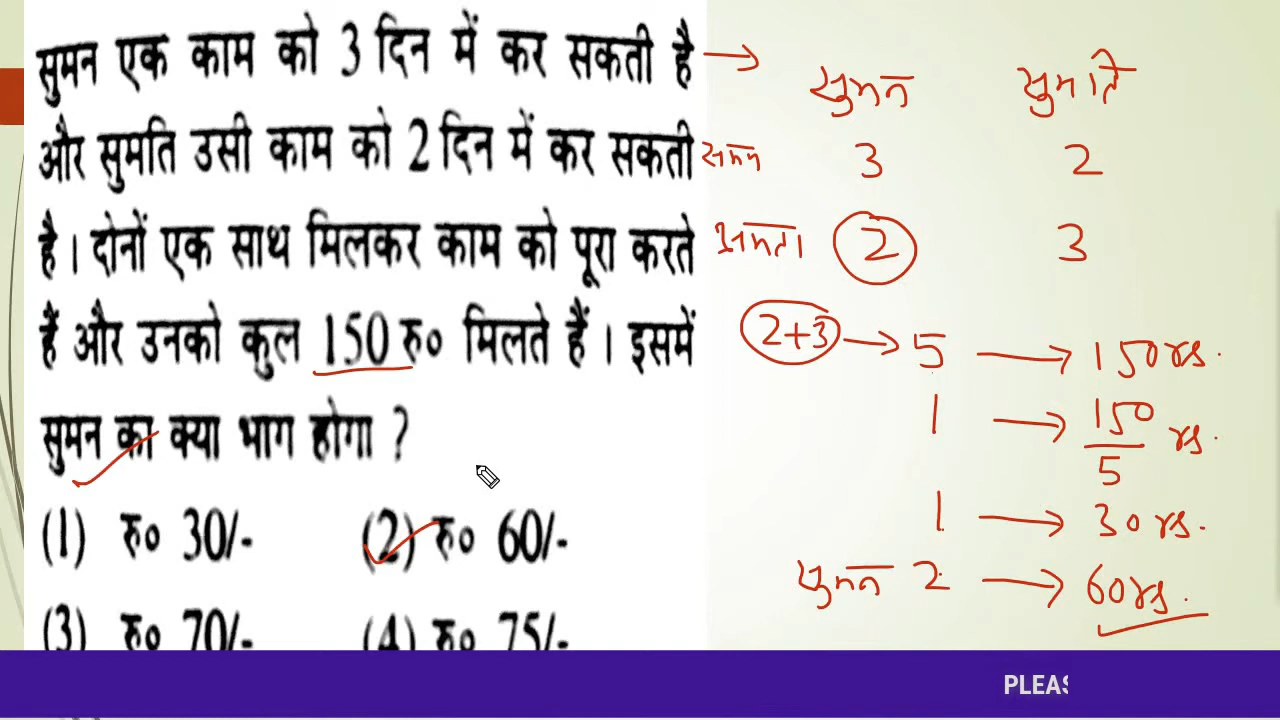 सुमन एक काम को 3 दिन में कर सकती है
और सुमति उसी काम को 2 दिन में कर सकती
है। दोनों एक साथ मिलकर काम को पूरा करते
हैं और उनको कुल 150 रु० मिलते हैं। इसमें
सुमन का क्या भाग होगा ?
(1) रु० 30/- (2) रु० 60/-
(3) रु० 70/- (4) रु० 75/-
सुमन सुमति
समय 3 2
क्षमता 2 3
2+3 → 5 → 150 rs.
1 → 150/5 rs.
1 → 30 rs.
सुमन 2 → 60 rs.
PLEAS